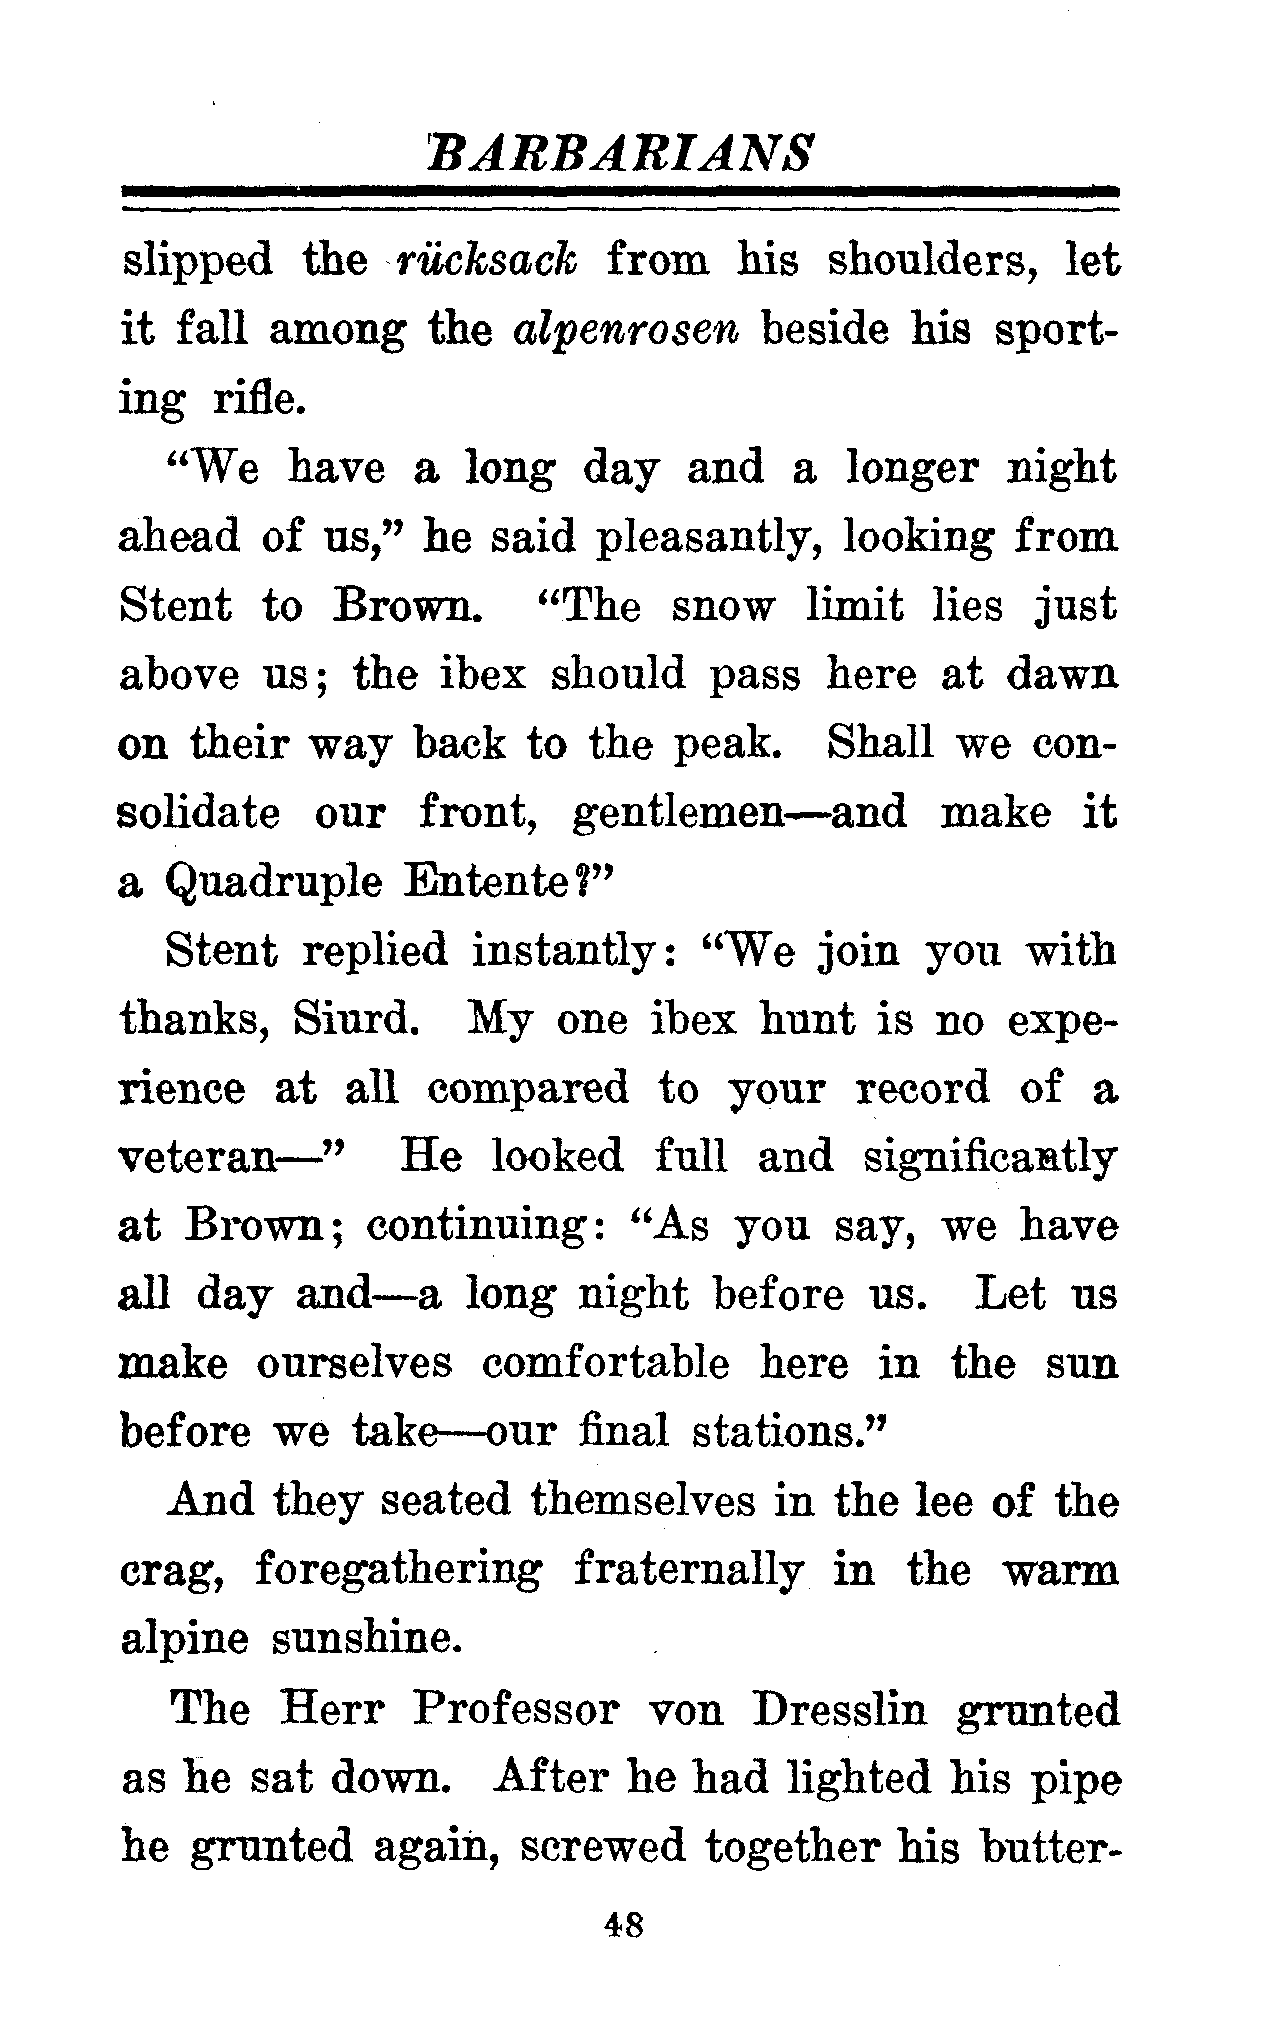 BARBARIANS
slipped the rücksack from his shoulders, let
it fall among the alpenrosen beside his sport-
ing rifle.
“We have a long day and a longer night
ahead of us,” he said pleasantly, looking from
Stent to Brown. “The snow limit lies just
above us; the ibex should pass here at dawn
on their way back to the peak. Shall we con-
solidate our front, gentlemen—and make it
a Quadruple Entente?”
Stent replied instantly: “We join you with
thanks, Siurd. My one ibex hunt is no expe-
rience at all compared to your record of a
veteran—” He looked full and significantly
at Brown; continuing: “As you say, we have
all day and—a long night before us. Let us
make ourselves comfortable here in the sun
before we take—our final stations.”
And they seated themselves in the lee of the
crag, foregathering fraternally in the warm
alpine sunshine.
The Herr Professor von Dresslin grunted
as he sat down. After he had lighted his pipe
he grunted again, screwed together his butter-
48